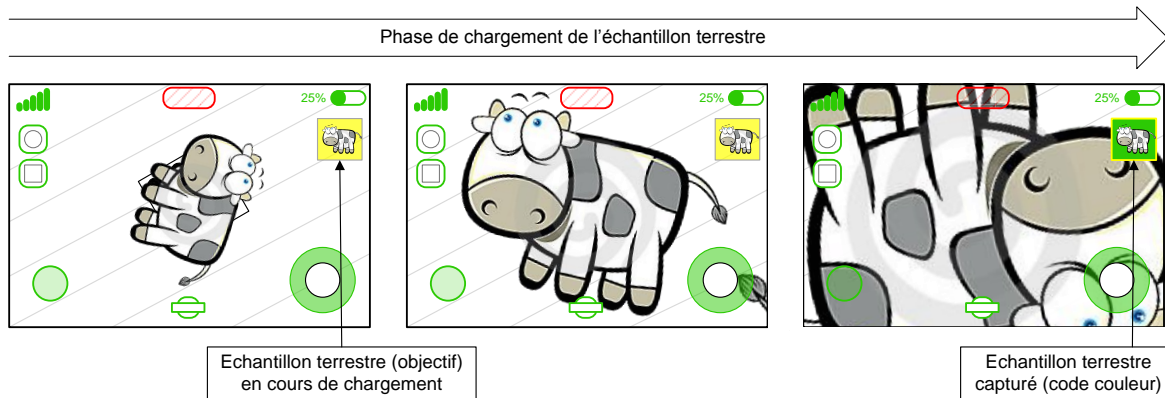 Phase de chargement de l'échantillon terrestre
25%
25%
25%
Echantillon terrestre (objectif)
en cours de chargement
Echantillon terrestre
capturé (code couleur)